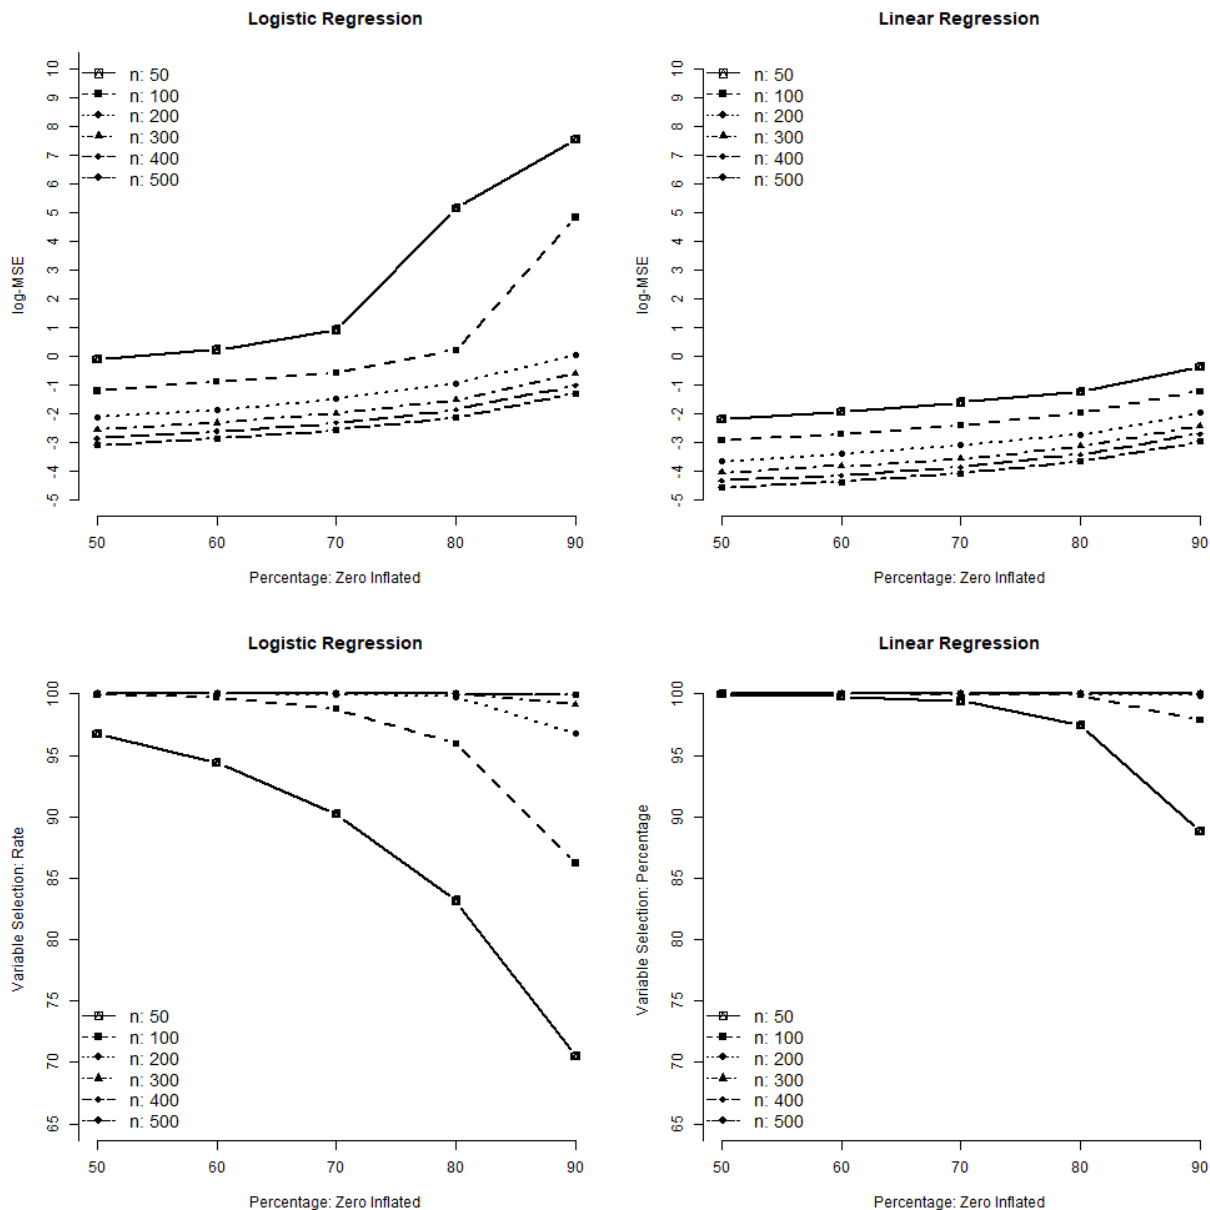 Logistic Regression
log-MSE
10
9
8
7
6
5
4
3
2
1
0
-1
-2
-3
-4
-5
n: 50
n: 100
n: 200
n: 300
n: 400
n: 500
50 60 70 80 90
Percentage: Zero Inflated
Linear Regression
log-MSE
10
9
8
7
6
5
4
3
2
1
0
-1
-2
-3
-4
-5
n: 50
n: 100
n: 200
n: 300
n: 400
n: 500
50 60 70 80 90
Percentage: Zero Inflated
Logistic Regression
Variable Selection: Rate
100
95
90
85
80
75
70
65
n: 50
n: 100
n: 200
n: 300
n: 400
n: 500
50 60 70 80 90
Percentage: Zero Inflated
Linear Regression
Variable Selection: Percentage
100
95
90
85
80
75
70
65
n: 50
n: 100
n: 200
n: 300
n: 400
n: 500
50 60 70 80 90
Percentage: Zero Inflated